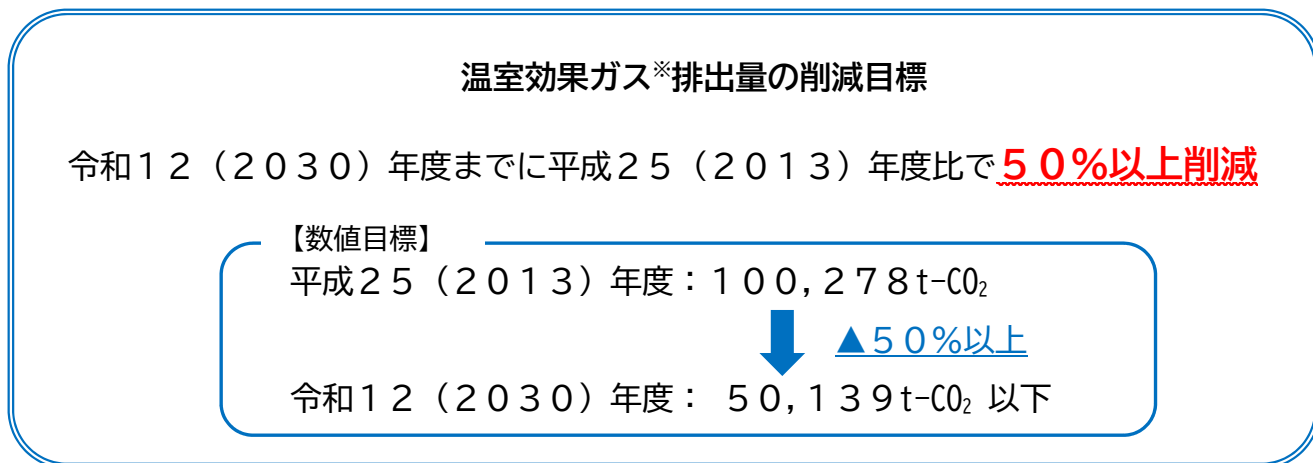 温室効果ガス※排出量の削減目標
令和１２（２０３０）年度までに平成２５（２０１３）年度比で５０％以上削減
【数値目標】
平成２５（２０１３）年度：１００,２７８t-CO₂
▲５０％以上
令和１２（２０３０）年度： ５０,１３９t-CO₂ 以下